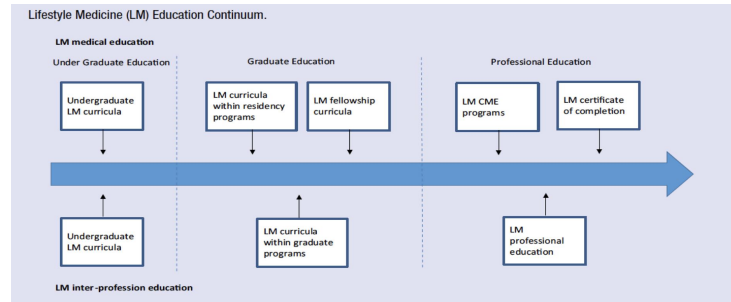 Lifestyle Medicine (LM) Education Continuum.
LM medical education
Under Graduate Education
Graduate Education
Professional Education
Undergraduate
LM curricula
LM curricula
within residency
programs
LM fellowship
curricula
LM CME
programs
LM certificate
of completion
Undergraduate
LM curricula
LM curricula
within graduate
programs
LM
professional
education
LM inter-profession education